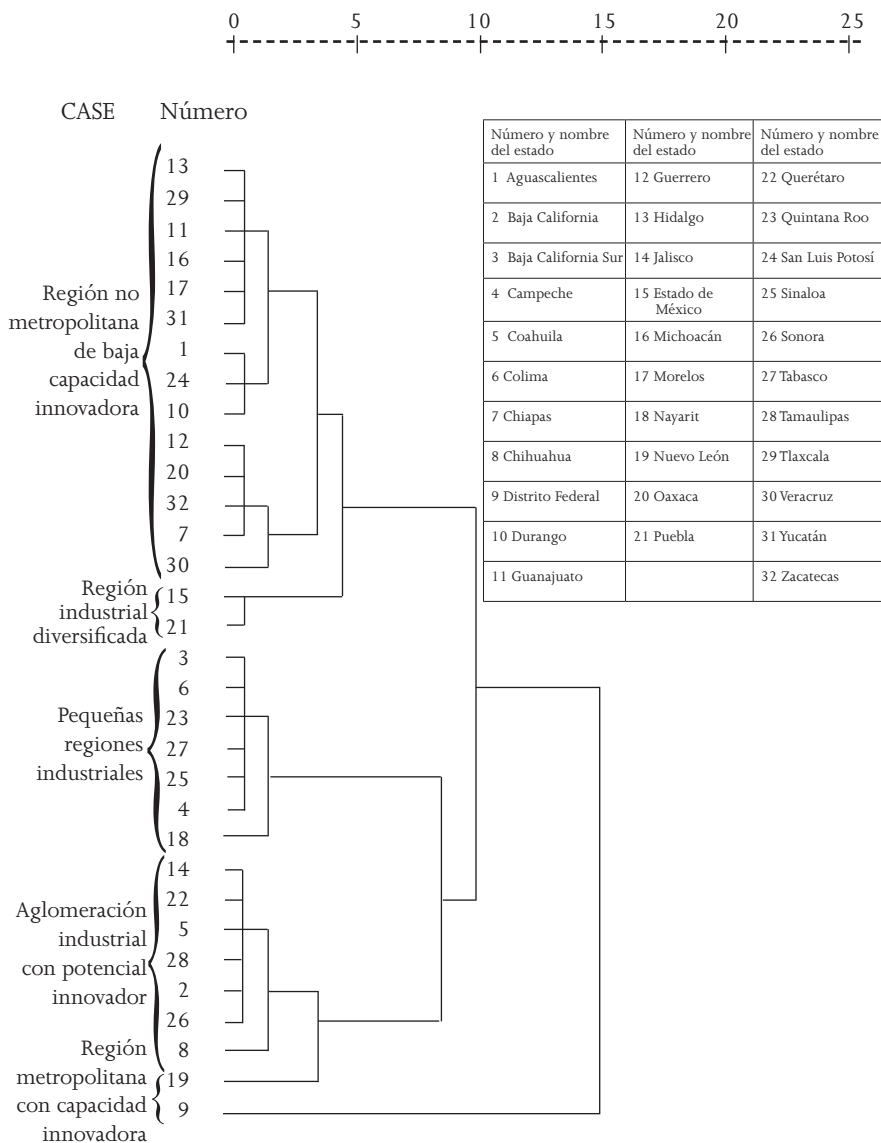 0 5 10 15 20 25
CASE Número
13
29
11
16
17
31
1
24
10
12
20
32
7
30
Región no
metropolitana
de baja
capacidad
innovadora
15
21
Región
industrial
diversificada
3
6
23
27
25
4
18
Pequeñas
regiones
industriales
14
22
5
28
2
26
8
Aglomeración
industrial
con potencial
innovador
19
9
Región
metropolitana
con capacidad
innovadora
Número y nombre Número y nombre Número y nombre
del estado del estado del estado
1 Aguascalientes 12 Guerrero 22 Querétaro
2 Baja California 13 Hidalgo 23 Quintana Roo
3 Baja California Sur 14 Jalisco 24 San Luis Potosí
4 Campeche 15 Estado de 25 Sinaloa
México
5 Coahuila 16 Michoacán 26 Sonora
6 Colima 17 Morelos 27 Tabasco
7 Chiapas 18 Nayarit 28 Tamaulipas
8 Chihuahua 19 Nuevo León 29 Tlaxcala
9 Distrito Federal 20 Oaxaca 30 Veracruz
10 Durango 21 Puebla 31 Yucatán
11 Guanajuato 32 Zacatecas